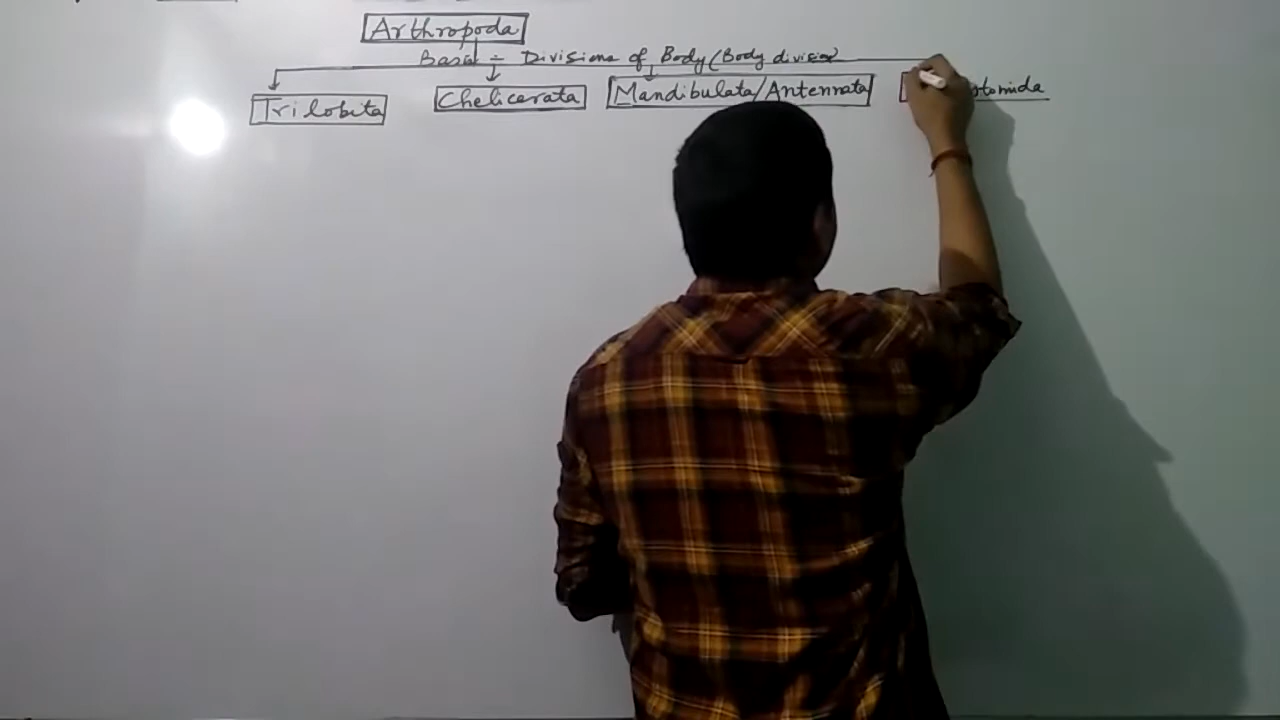 Arthropoda
Basis ÷ Divisions of Body (Body division
Trilobita Chelicerata Mandibulata/Antennata